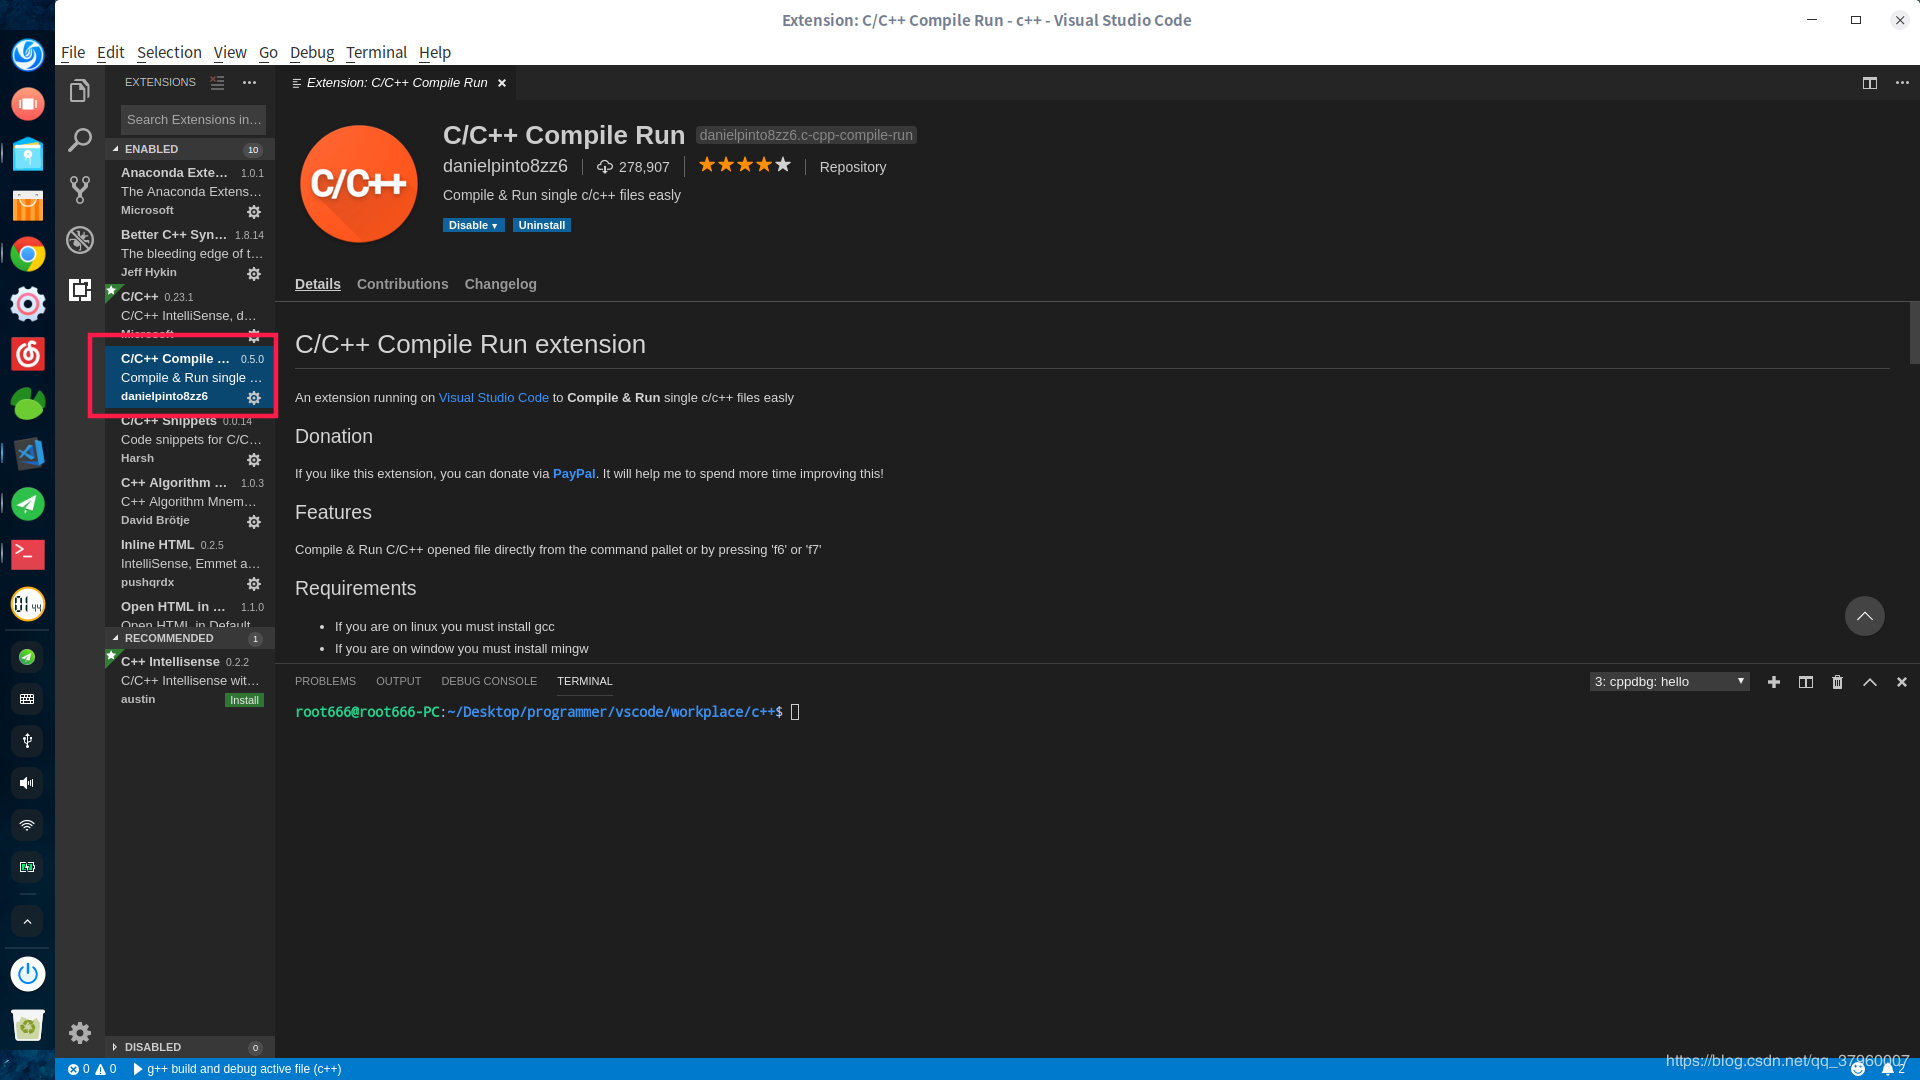 Extension: C/C++ Compile Run - c++ - Visual Studio Code
File Edit Selection View Go Debug Terminal Help
EXTENSIONS
Search Extensions in…
ENABLED 10
Anaconda Exte… 1.0.1
The Anaconda Extens…
Microsoft
Better C++ Syn… 1.8.14
The bleeding edge of t…
Jeff Hykin
C/C++ 0.23.1
C/C++ IntelliSense, d…
Microsoft
C/C++ Compile … 0.5.0
Compile & Run single …
danielpinto8zz6
C/C++ Snippets 0.0.14
Code snippets for C/C…
Harsh
C++ Algorithm … 1.0.3
C++ Algorithm Mnem…
David Brötje
Inline HTML 0.2.5
IntelliSense, Emmet a…
pushqrdx
Open HTML in … 1.1.0
Open HTML in Default
RECOMMENDED 1
C++ Intellisense 0.2.2
C/C++ Intellisense wit…
austin Install
DISABLED 0
Extension: C/C++ Compile Run
C/C++
C/C++ Compile Run danielpinto8zz6.c-cpp-compile-run
danielpinto8zz6 278,907 Repository
Compile & Run single c/c++ files easily
Disable Uninstall
Details Contributions Changelog
C/C++ Compile Run extension
An extension running on Visual Studio Code to Compile & Run single c/c++ files easly
Donation
If you like this extension, you can donate via PayPal. It will help me to spend more time improving this!
Features
Compile & Run C/C++ opened file directly from the command pallet or by pressing 'f6' or 'f7'
Requirements
If you are on linux you must install gcc
If you are on window you must install mingw
PROBLEMS OUTPUT DEBUG CONSOLE TERMINAL 3: cppdbg: hello
root666@root666-PC:~/Desktop/programmer/vscode/workplace/c++$
01 44
0 0 g++ build and debug active file (c++) 2
https://blog.csdn.net/qq_37960007